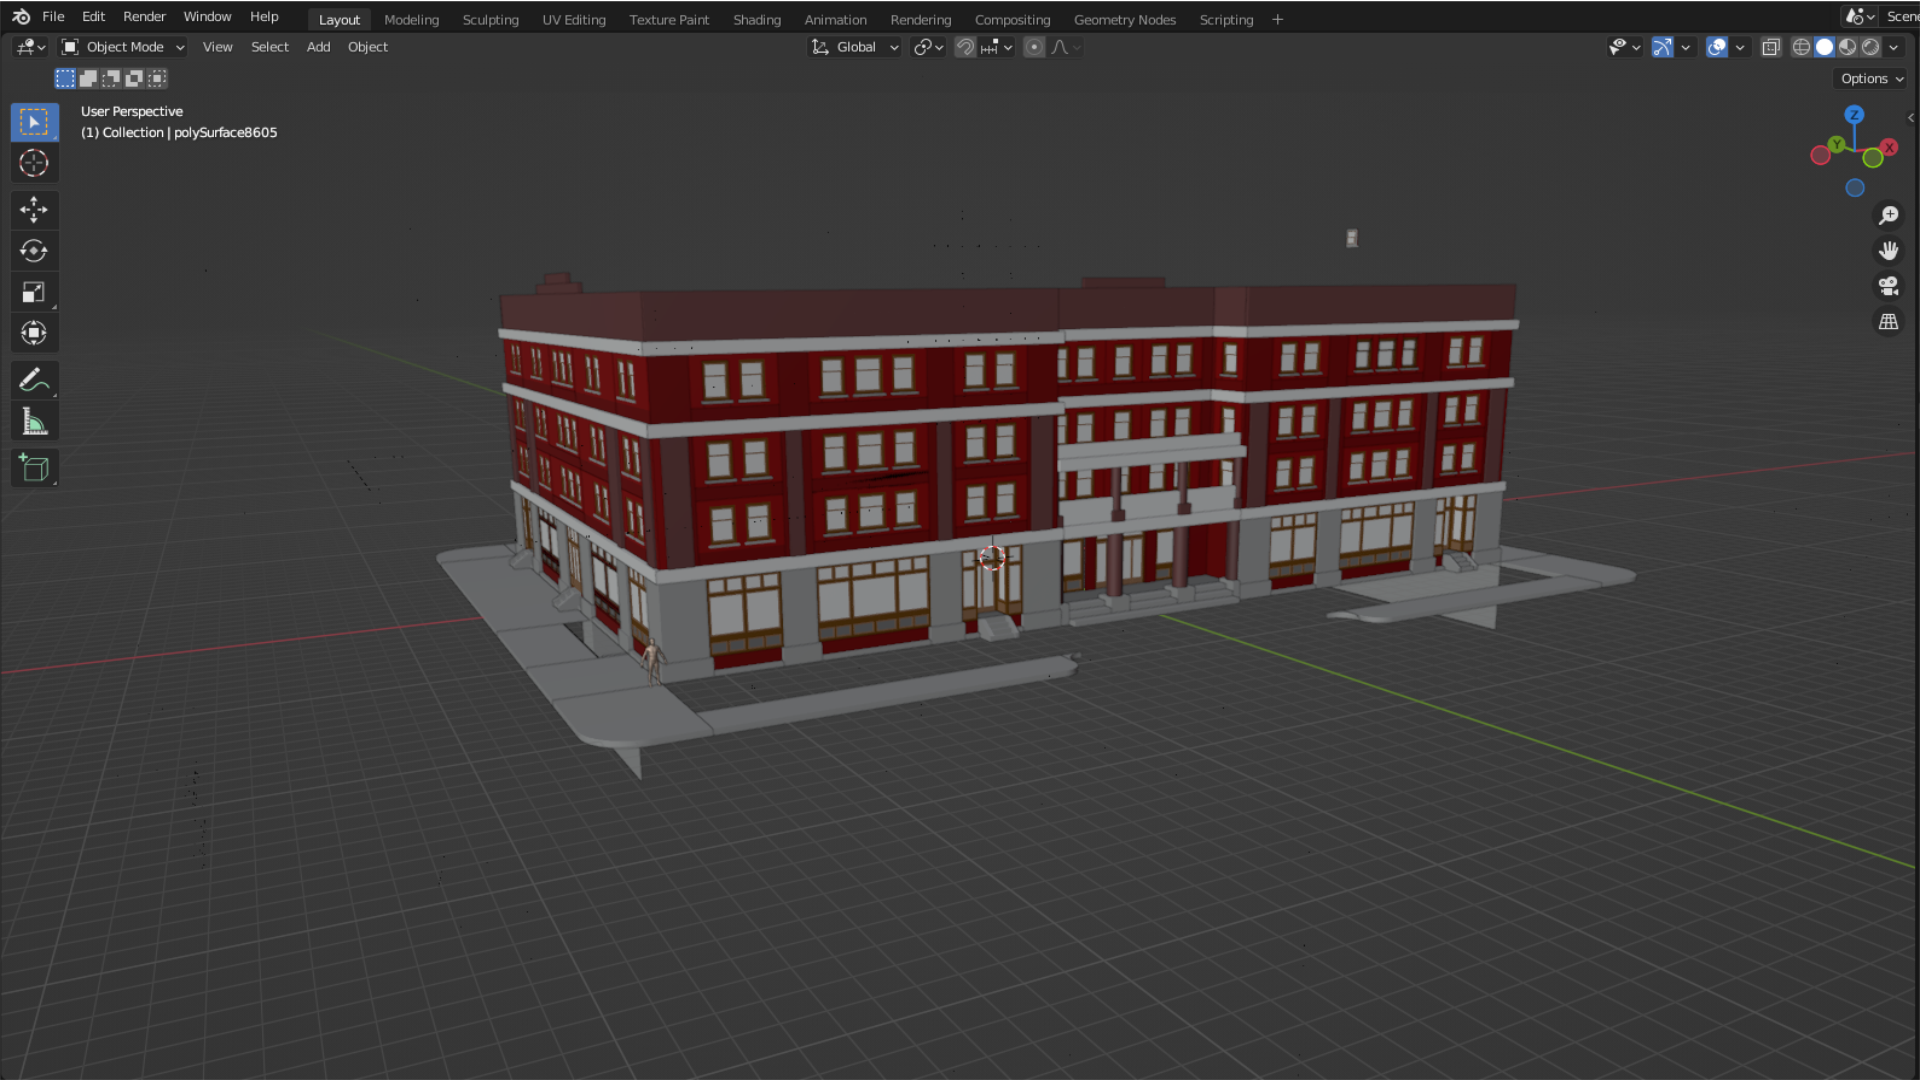 File Edit Render Window Help Layout Modeling Sculpting UV Editing Texture Paint Shading Animation Rendering Compositing Geometry Nodes Scripting + Scene
Object Mode View Select Add Object Global
Options
User Perspective
(1) Collection | polySurface8605
Z
Y X